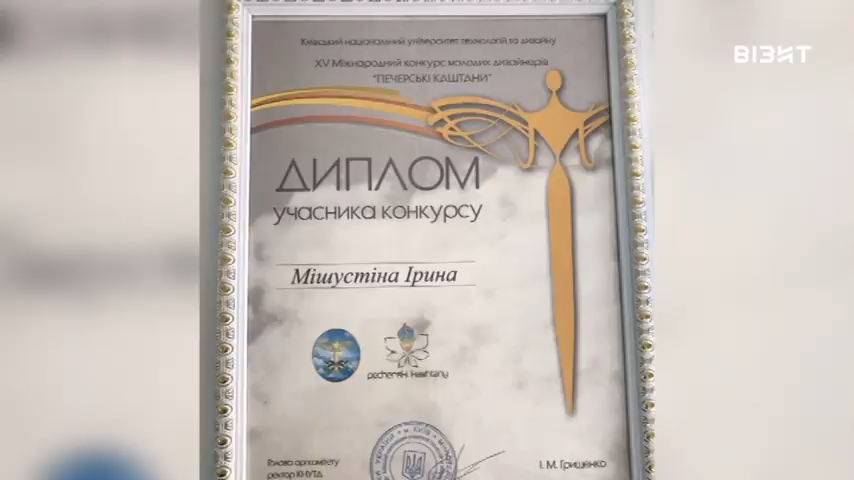 Київський національний університет технологій та дизайну
ВІЗИТ
XV Міжнародний конкурс молодих дизайнерів
"ПЕЧЕРСЬКІ КАШТАНИ"
ДИПЛОМ
учасника конкурсу
Мішустіна Ірина
pechersiki kashtany
Голова оргкомітету
ректор КНУТД
І. М. Грищенко